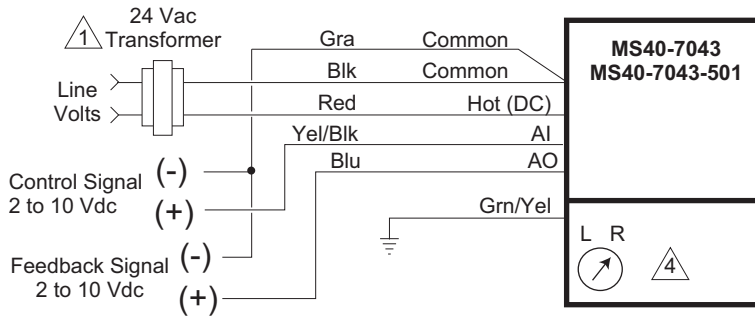 1
24 Vac
Transformer
Line
Volts
Gra Common
Blk Common
Red Hot (DC)
Yel/Blk AI
Blu AO
Grn/Yel
Control Signal
2 to 10 Vdc
(-)
(+)
Feedback Signal
2 to 10 Vdc
(-)
(+)
MS40-7043
MS40-7043-501
L R
4